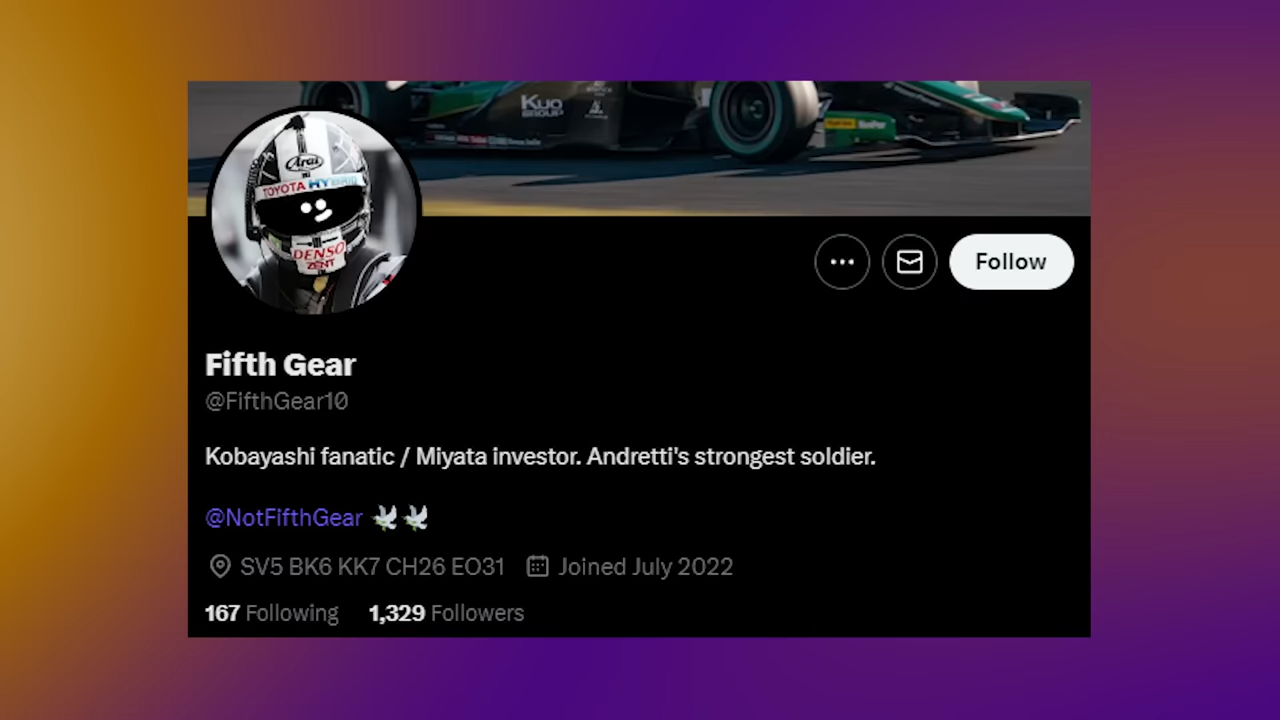 KUO
GROUP
Arai
TOYOTA HYBRID
DENSO
ZENT
Follow
Fifth Gear
@FifthGear10
Kobayashi fanatic / Miyata investor. Andretti's strongest soldier.
@NotFifthGear 🕊️🕊️
SV5 BK6 KK7 CH26 EO31 Joined July 2022
167 Following 1,329 Followers